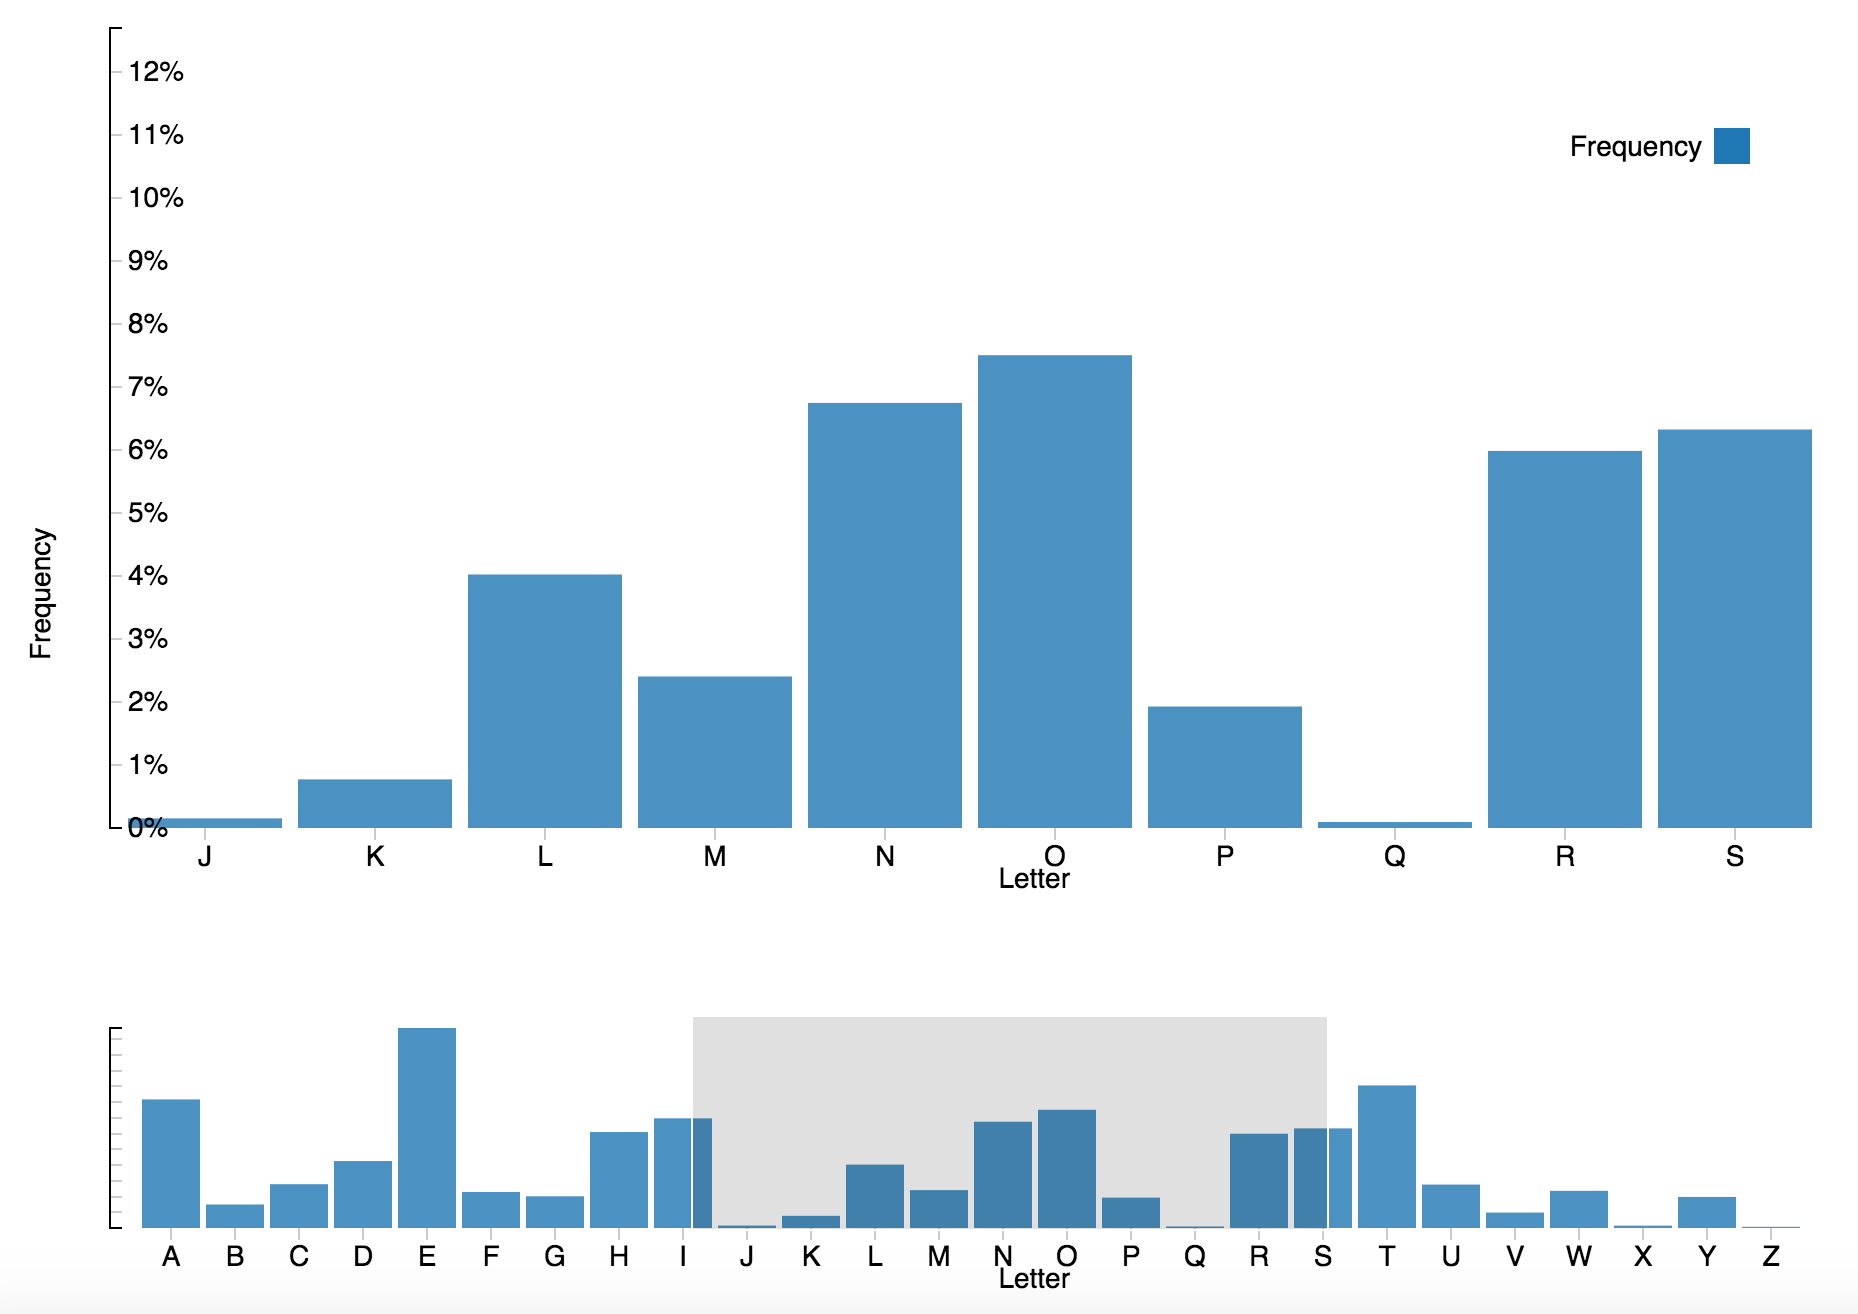 12%
11%
Frequency
10%
9%
8%
7%
6%
5%
4%
3%
2%
1%
0%
Frequency
J K L M N O P Q R S
Letter
A B C D E F G H I J K L M N O P Q R S T U V W X Y Z
Letter